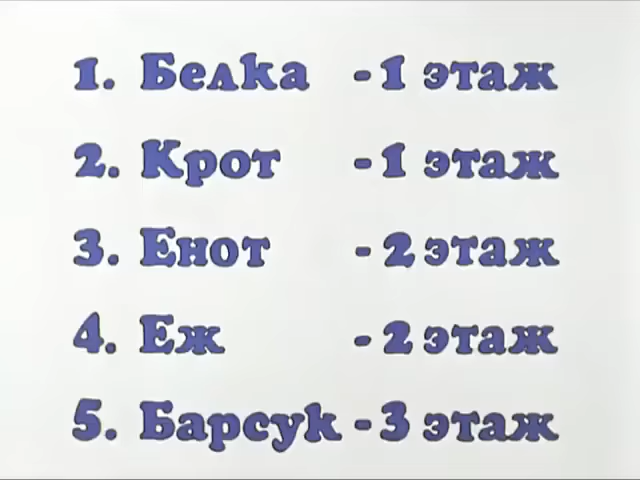 1. Белка - 1 этаж
2. Крот - 1 этаж
3. Енот - 2 этаж
4. Еж - 2 этаж
5. Барсук - 3 этаж